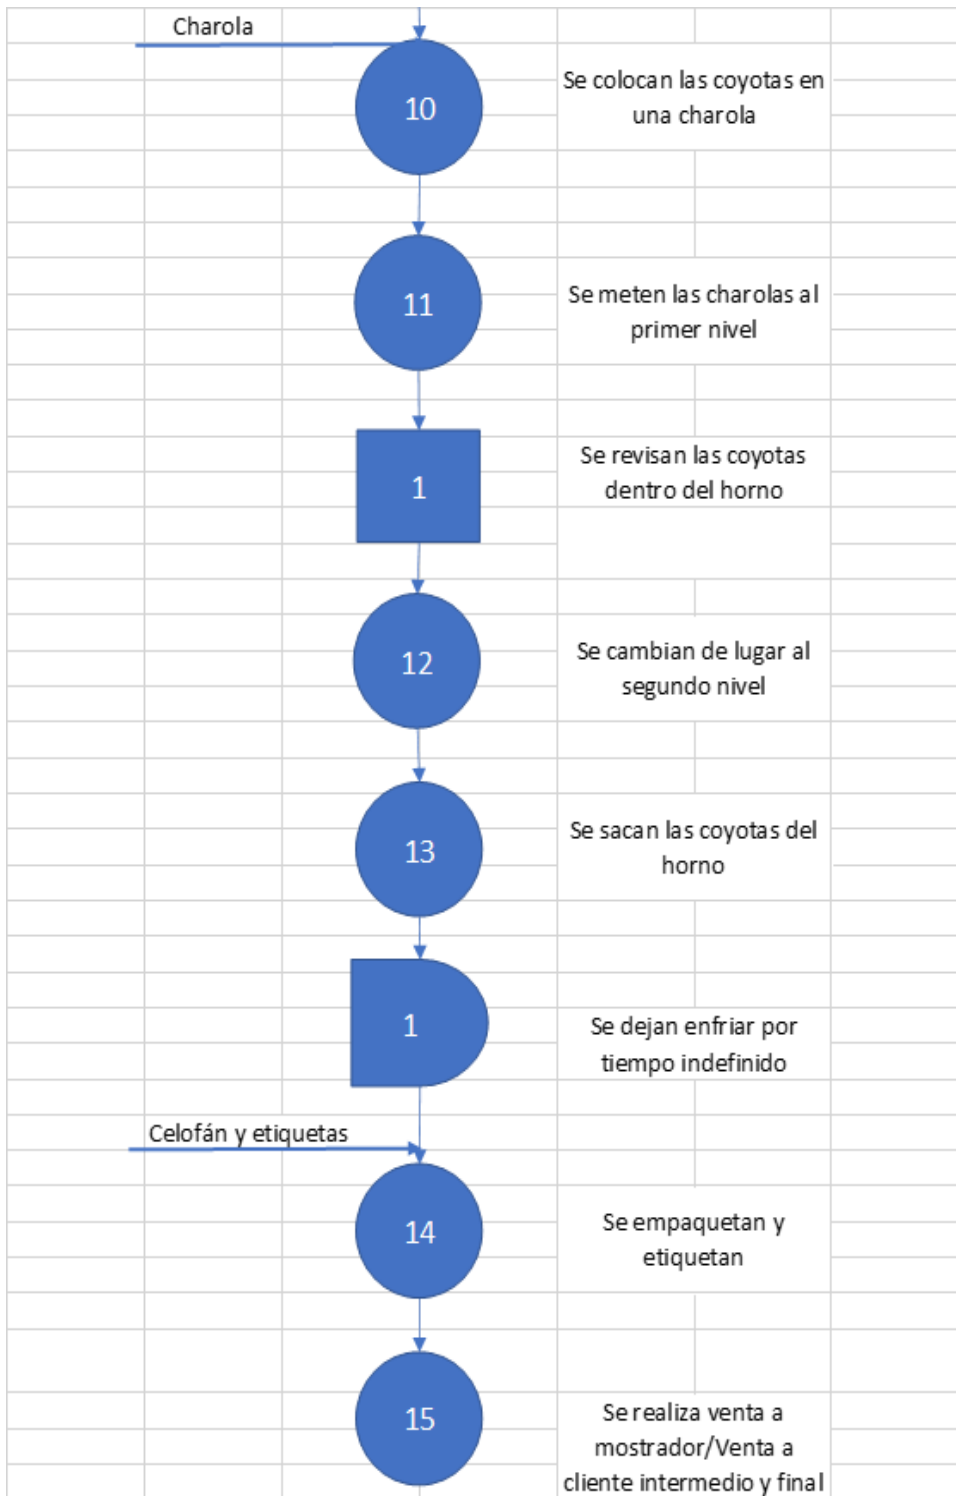 Charola
10
Se colocan las coyotas en
una charola
11
Se meten las charolas al
primer nivel
1
Se revisan las coyotas
dentro del horno
12
Se cambian de lugar al
segundo nivel
13
Se sacan las coyotas del
horno
1
Se dejan enfriar por
tiempo indefinido
Celofán y etiquetas
14
Se empaquetan y
etiquetan
15
Se realiza venta a
mostrador/Venta a
cliente intermedio y final